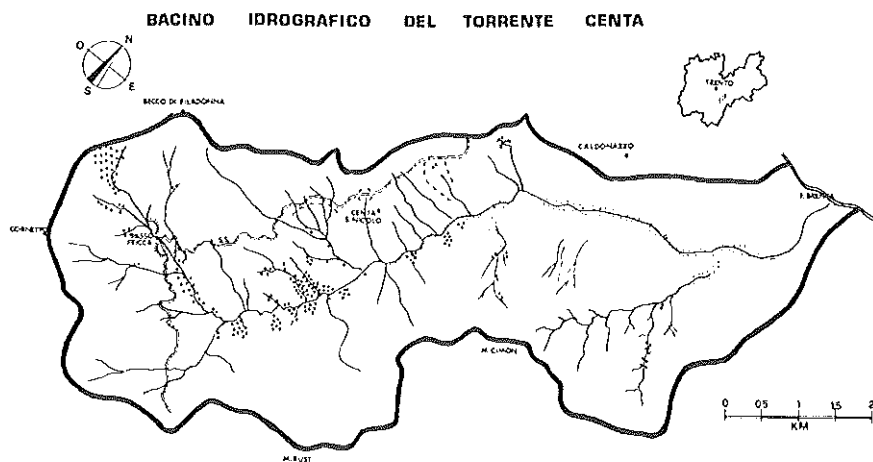 BACINO IDROGRAFICO DEL TORRENTE CENTA
O N
S E
TRENTO
BECCO DI FILADONNA
CALDONAZZO
F. BRENTA
CENTA
S. NICOLO
CORNETTO
PASSO
FRICCA
S.S.
M. CIMON
M. RUST
0 0.5 1 1.5 2
KM